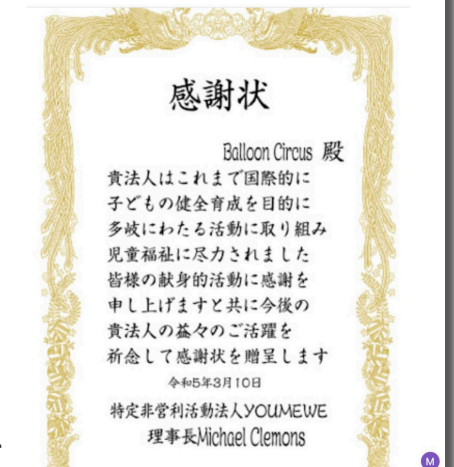 感謝状
Balloon Circus 殿
貴法人はこれまで国際的に
子どもの健全育成を目的に
多岐にわたる活動に取り組み
児童福祉に尽力されました
皆様の献身的活動に感謝を
申し上げますと共に今後の
貴法人の益々のご活躍を
祈念して感謝状を贈呈します
令和5年3月10日
特定非営利活動法人YOUMEWE
理事長Michael Clemons
M